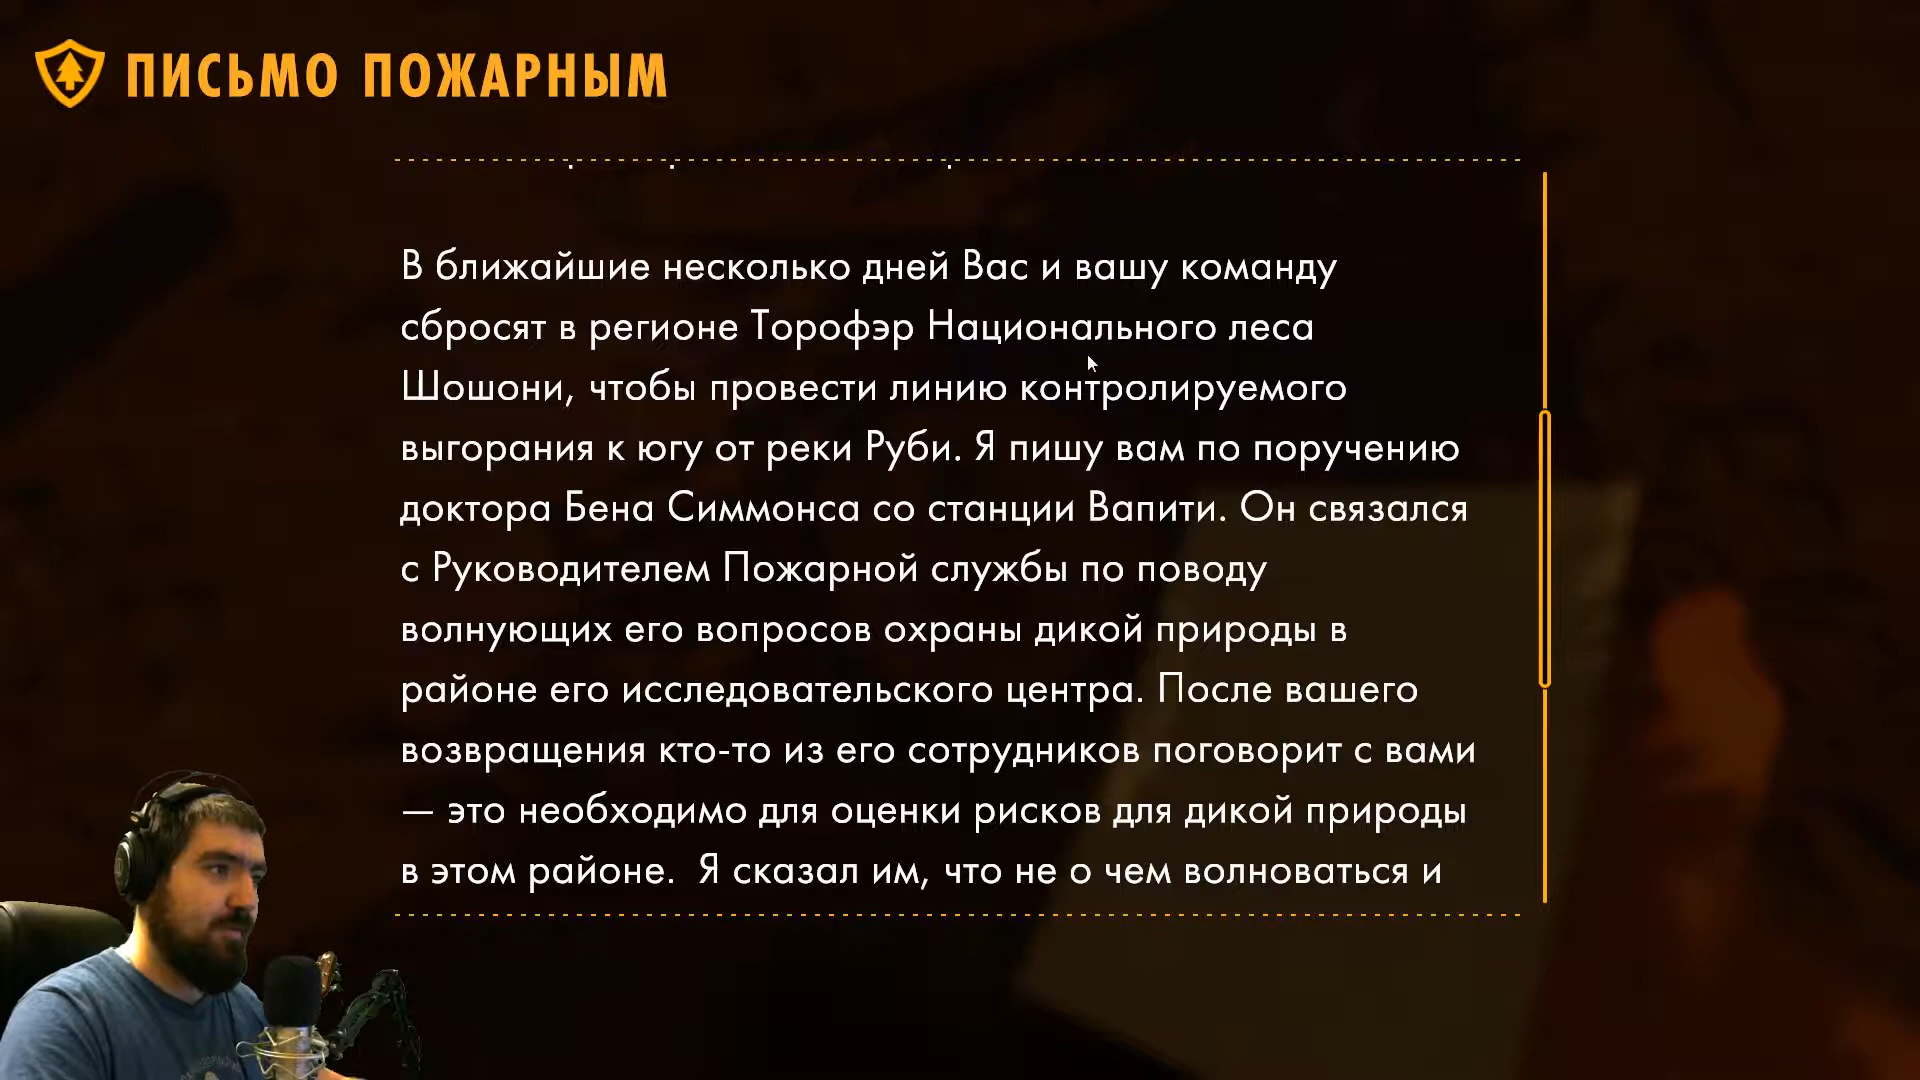 ПИСЬМО ПОЖАРНЫМ
В ближайшие несколько дней Вас и вашу команду
сбросят в регионе Торофэр Национального леса
Шошони, чтобы провести линию контролируемого
выгорания к югу от реки Руби. Я пишу вам по поручению
доктора Бена Симмонса со станции Вапити. Он связался
с Руководителем Пожарной службы по поводу
волнующих его вопросов охраны дикой природы в
районе его исследовательского центра. После вашего
возвращения кто-то из его сотрудников поговорит с вами
— это необходимо для оценки рисков для дикой природы
в этом районе.  Я сказал им, что не о чем волноваться и